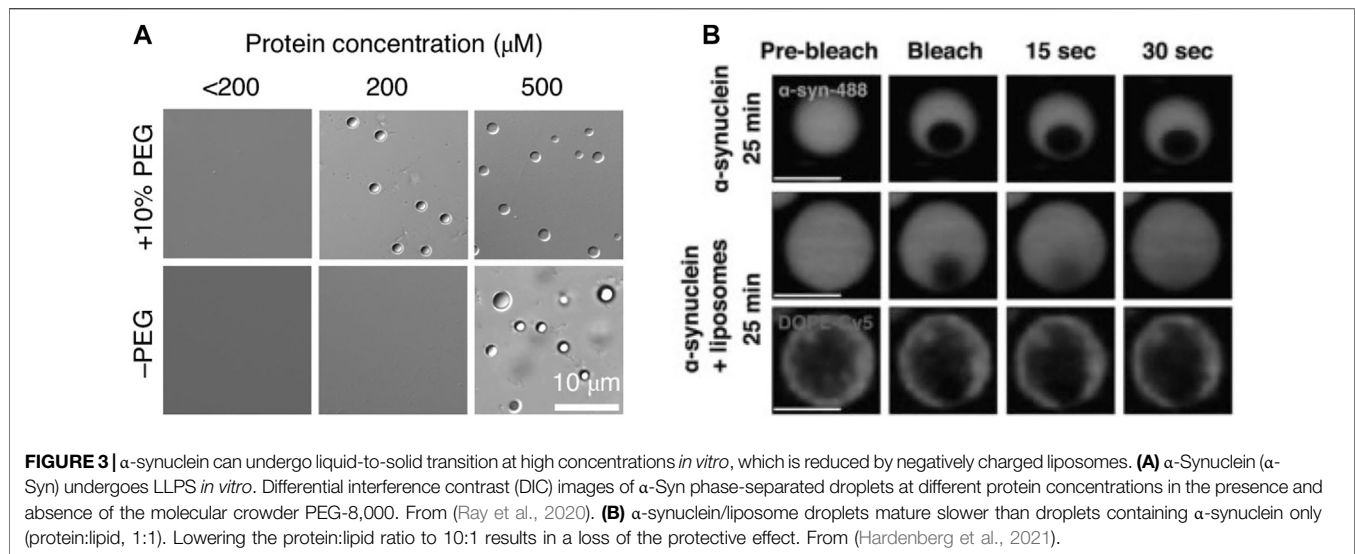 A
Protein concentration (µM)
<200 200 500
+10% PEG
−PEG
10 µm
B
Pre-bleach Bleach 15 sec 30 sec
α-synuclein
25 min
α-syn-488
α-synuclein
+ liposomes
25 min
DOPE-Cy5
FIGURE 3 | α-synuclein can undergo liquid-to-solid transition at high concentrations in vitro, which is reduced by negatively charged liposomes. (A) α-Synuclein (α-
Syn) undergoes LLPS in vitro. Differential interference contrast (DIC) images of α-Syn phase-separated droplets at different protein concentrations in the presence and
absence of the molecular crowder PEG-8,000. From (Ray et al., 2020). (B) α-synuclein/liposome droplets mature slower than droplets containing α-synuclein only
(protein:lipid, 1:1). Lowering the protein:lipid ratio to 10:1 results in a loss of the protective effect. From (Hardenberg et al., 2021).